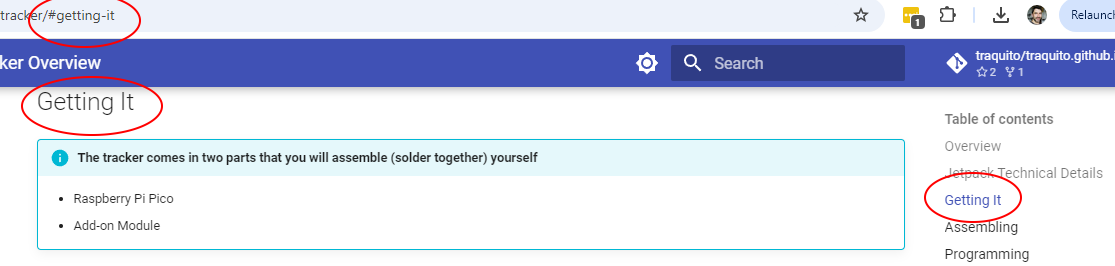 tracker/#getting-it
1
Relaunch
ker Overview
Search
traquito/traquito.github.i
2 1
Getting It
The tracker comes in two parts that you will assemble (solder together) yourself
Raspberry Pi Pico
Add-on Module
Table of contents
Overview
Jetpack Technical Details
Getting It
Assembling
Programming